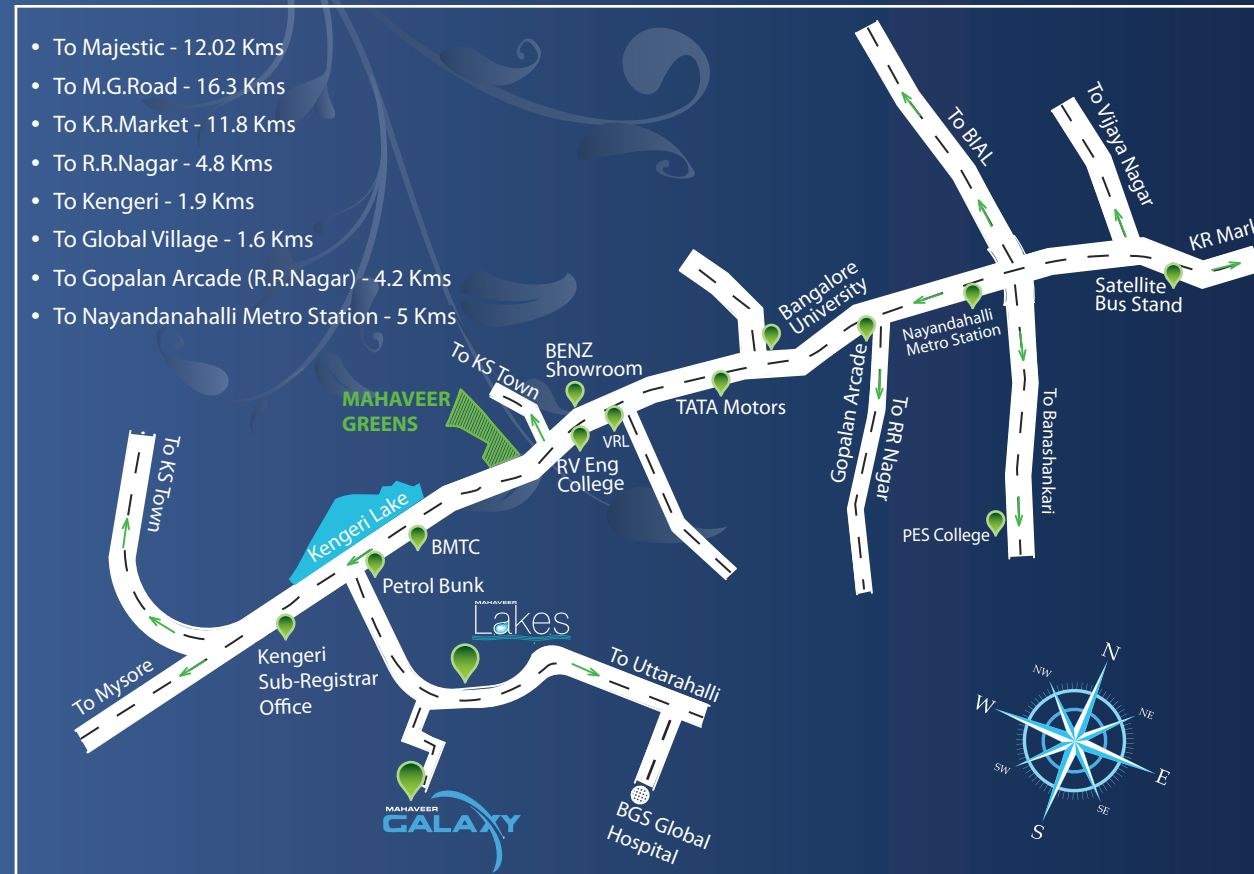 • To Majestic - 12.02 Kms
• To M.G.Road - 16.3 Kms
• To K.R.Market - 11.8 Kms
• To R.R.Nagar - 4.8 Kms
• To Kengeri - 1.9 Kms
• To Global Village - 1.6 Kms
• To Gopalan Arcade (R.R.Nagar) - 4.2 Kms
• To Nayandanahalli Metro Station - 5 Kms
To BIAL
To Vijaya Nagar
KR Mark
Satellite
Bus Stand
Bangalore
University
Nayandahalli
Metro Station
Gopalan Arcade
To RR Nagar
To Banashankari
PES College
To KS Town
BENZ
Showroom
TATA Motors
VRL
RV Eng
College
MAHAVEER
GREENS
To KS Town
Kengeri Lake
BMTC
Petrol Bunk
MAHAVEER
Lakes
Kengeri
Sub-Registrar
Office
To Mysore
To Uttarahalli
MAHAVEER
GALAXY
BGS Global
Hospital
N
NW
NE
W
E
SW
SE
S